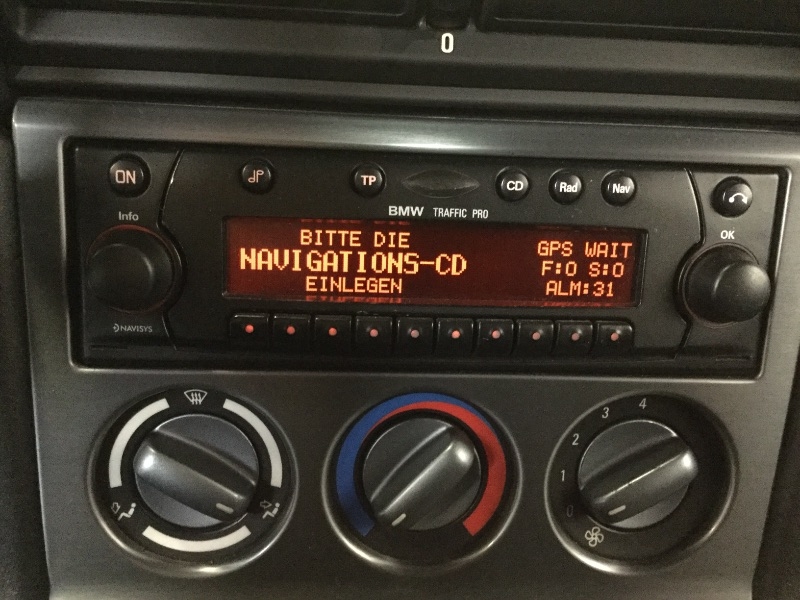 0
ON
TP
CD
Rad
Nav
BMW TRAFFIC PRO
Info
OK
BITTE DIE
NAVIGATIONS-CD
EINLEGEN
GPS WAIT
F:0 S:0
ALM:31
NAVISYS
4
3
2
1
0